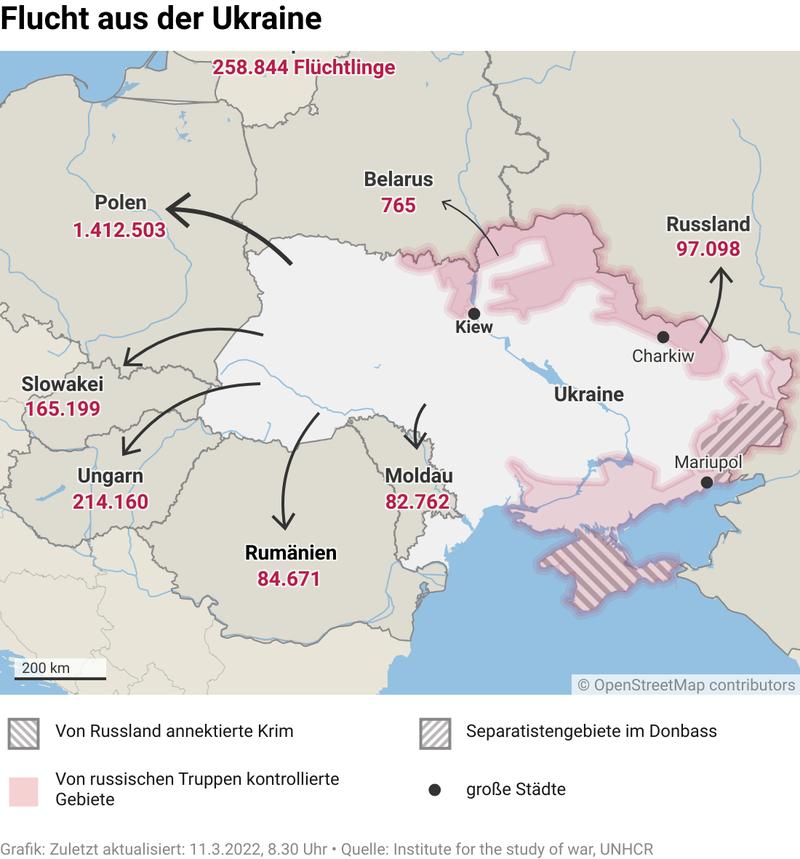 Flucht aus der Ukraine
258.844 Flüchtlinge
Belarus
765
Polen
1.412.503
Russland
97.098
Kiew
Charkiw
Slowakei
165.199
Ukraine
Ungarn
214.160
Moldau
82.762
Mariupol
Rumänien
84.671
200 km
© OpenStreetMap contributors
Von Russland annektierte Krim
Separatistengebiete im Donbass
Von russischen Truppen kontrollierte
Gebiete
große Städte
Grafik: Zuletzt aktualisiert: 11.3.2022, 8.30 Uhr • Quelle: Institute for the study of war, UNHCR